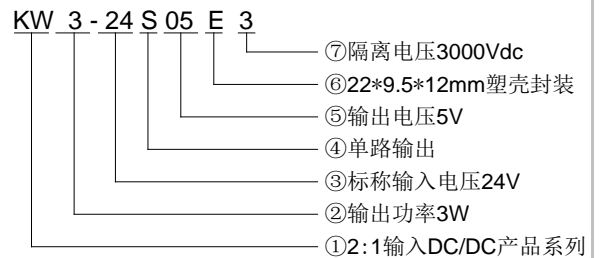 KW 3-24 S 05 E 3
⑦隔离电压3000Vdc
⑥22*9.5*12mm塑壳封装
⑤输出电压5V
④单路输出
③标称输入电压24V
②输出功率3W
①2:1输入DC/DC产品系列